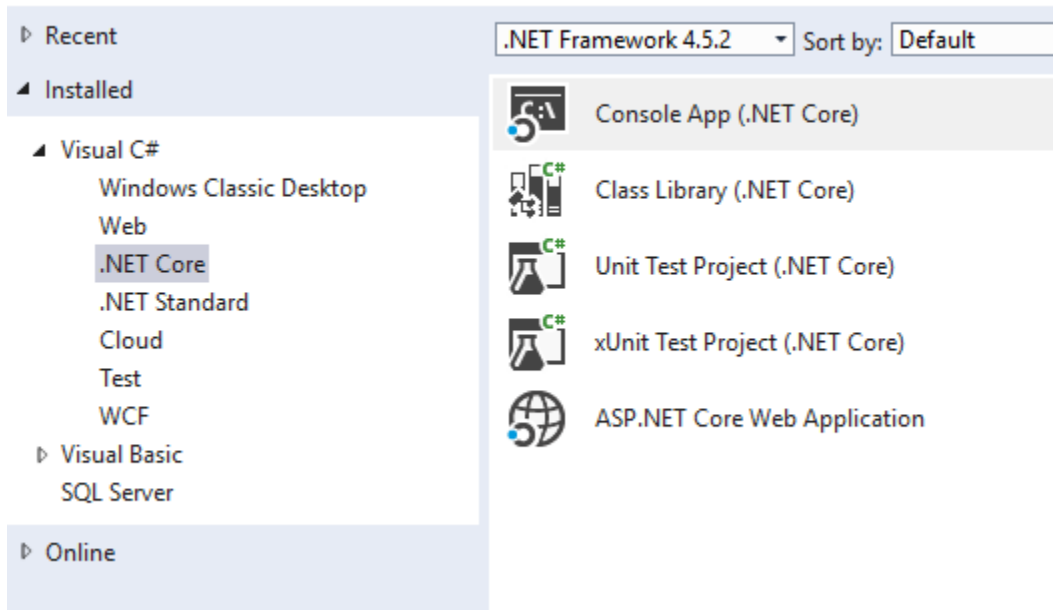 Recent
Installed
Visual C#
Windows Classic Desktop
Web
.NET Core
.NET Standard
Cloud
Test
WCF
Visual Basic
SQL Server
Online
.NET Framework 4.5.2 Sort by: Default
C:\ Console App (.NET Core)
C# Class Library (.NET Core)
C# Unit Test Project (.NET Core)
C# xUnit Test Project (.NET Core)
ASP.NET Core Web Application